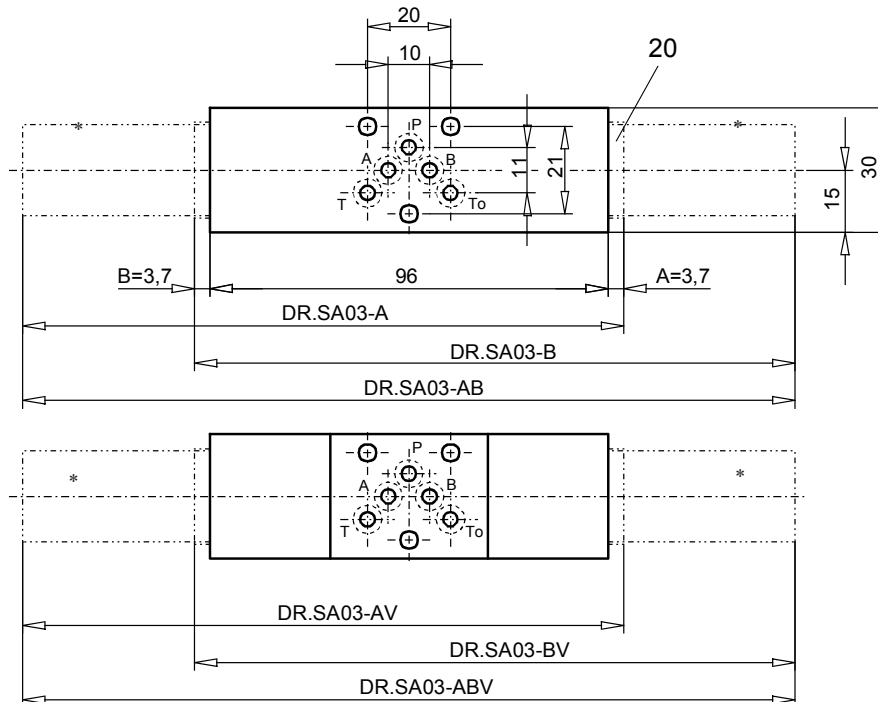 20
10
20
*
*
P
A
B
T
To
11
21
15
30
B=3,7
96
A=3,7
DR.SA03-A
DR.SA03-B
DR.SA03-AB
P
*
*
A
B
T
To
DR.SA03-AV
DR.SA03-BV
DR.SA03-ABV